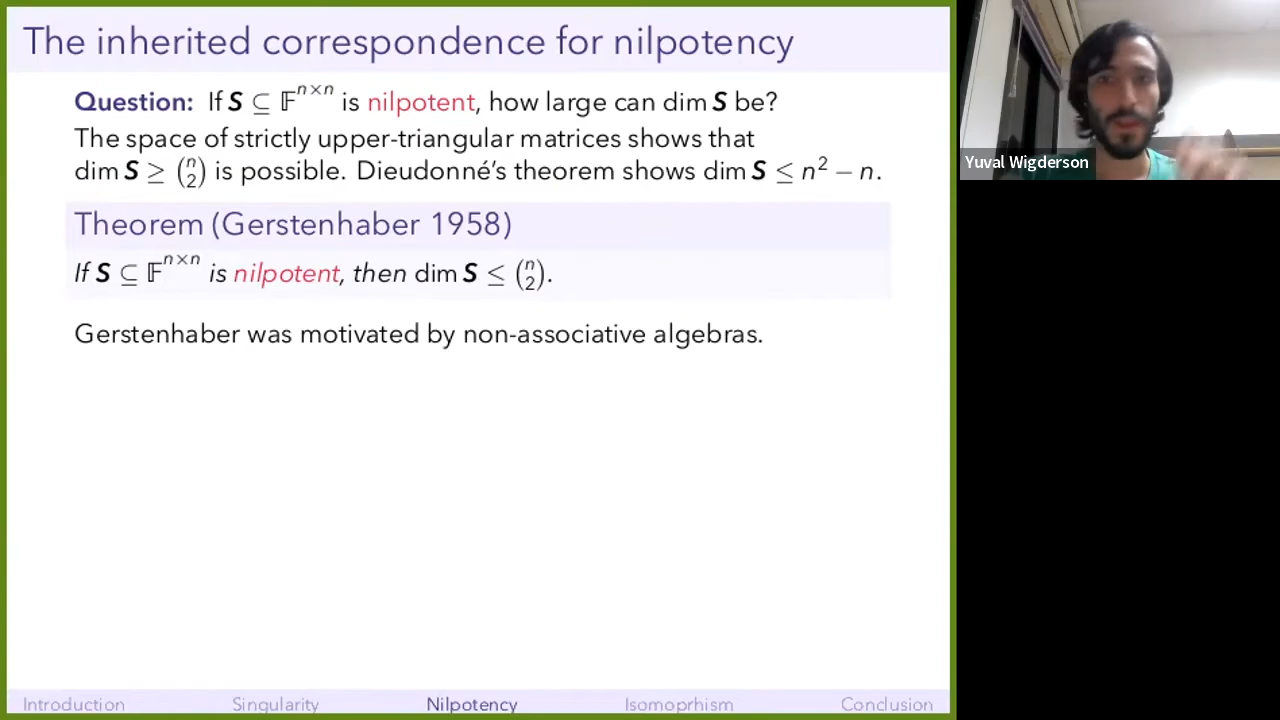 The inherited correspondence for nilpotency
Question: If S ⊆ 𝔽^{n×n} is nilpotent, how large can dim S be?
The space of strictly upper-triangular matrices shows that
dim S ≥ \binom{n}{2} is possible. Dieudonné's theorem shows dim S ≤ n² − n.
Theorem (Gerstenhaber 1958)
If S ⊆ 𝔽^{n×n} is nilpotent, then dim S ≤ \binom{n}{2}.
Gerstenhaber was motivated by non-associative algebras.
Introduction Singularity Nilpotency Isomoprhism Conclusion
Yuval Wigderson